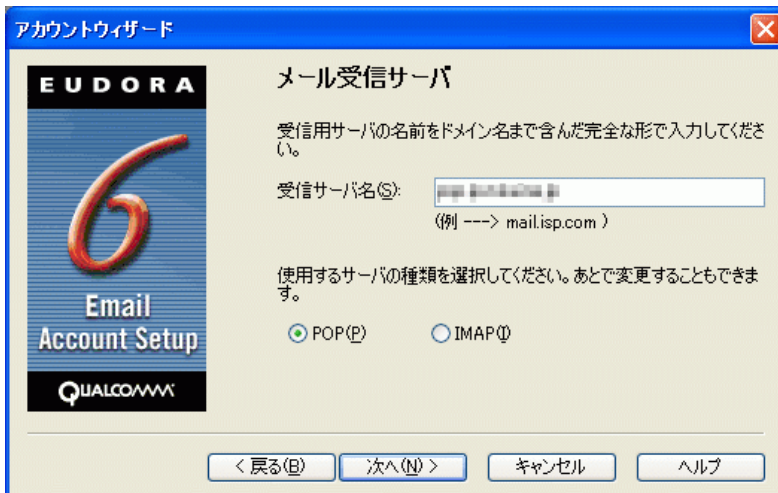 アカウントウィザード
EUDORA
6
Email
Account Setup
QUALCOMM
メール受信サーバ
受信用サーバの名前をドメイン名まで含んだ完全な形で入力してくださ
い。
受信サーバ名(S):
(例 ---> mail.isp.com )
使用するサーバの種類を選択してください。あとで変更することもできま
す。
POP(P)
IMAP(I)
< 戻る(B)
次へ(N) >
キャンセル
ヘルプ